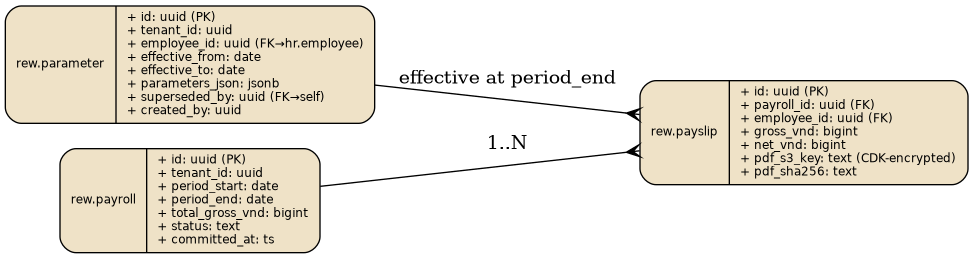 rew.parameter
+ id: uuid (PK)
+ tenant_id: uuid
+ employee_id: uuid (FK→hr.employee)
+ effective_from: date
+ effective_to: date
+ parameters_json: jsonb
+ superseded_by: uuid (FK→self)
+ created_by: uuid
effective at period_end
rew.payroll
+ id: uuid (PK)
+ tenant_id: uuid
+ period_start: date
+ period_end: date
+ total_gross_vnd: bigint
+ status: text
+ committed_at: ts
1..N
rew.payslip
+ id: uuid (PK)
+ payroll_id: uuid (FK)
+ employee_id: uuid (FK)
+ gross_vnd: bigint
+ net_vnd: bigint
+ pdf_s3_key: text (CDK-encrypted)
+ pdf_sha256: text